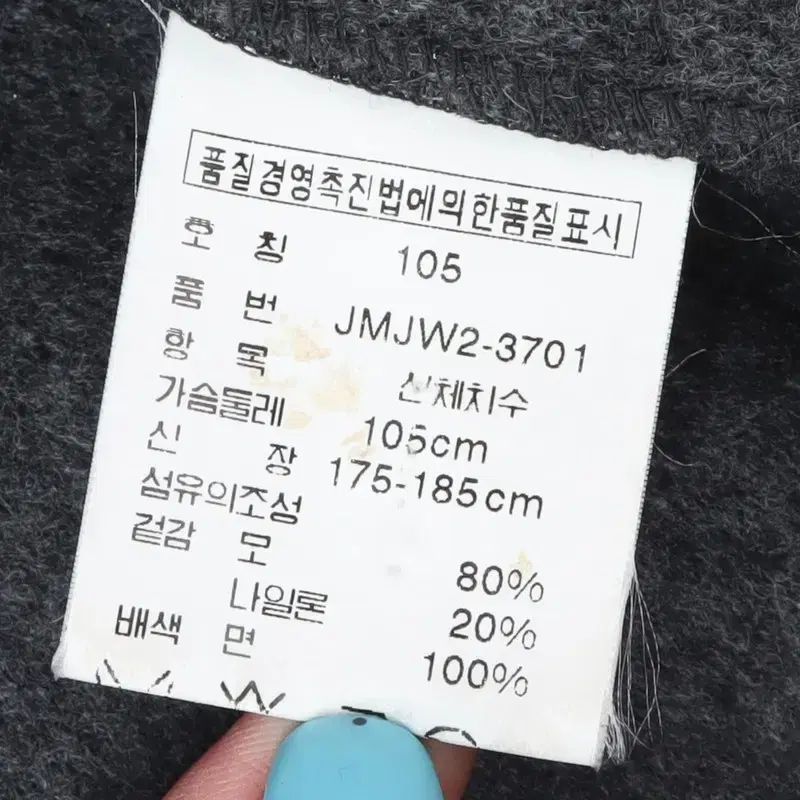 품질경영촉진법에의한품질표시
호 칭 105
품 번 JMJW2-3701
항 목 신체치수
가슴둘레 105cm
신 장 175-185cm
섬유의조성
겉감 모 80%
나일론 20%
배색 면 100%